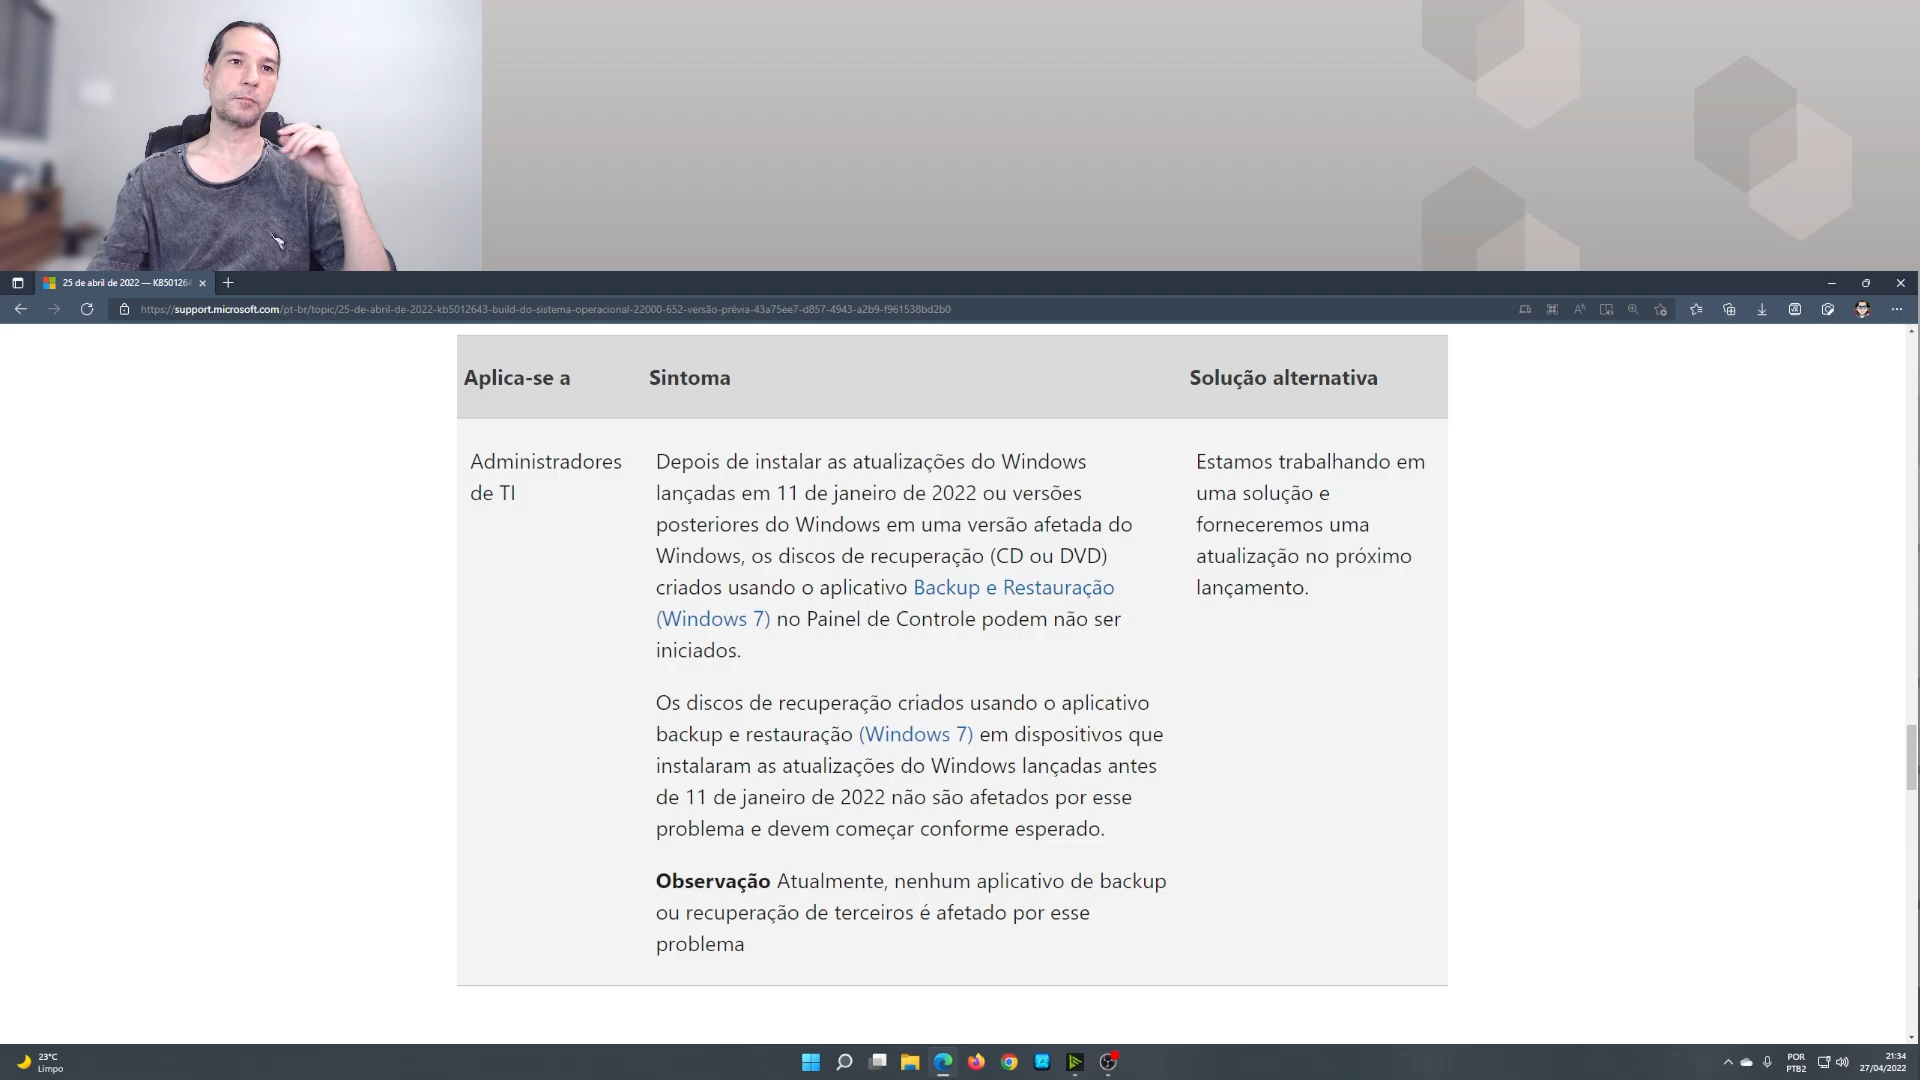 25 de abril de 2022 — KB501264
https://support.microsoft.com/pt-br/topic/25-de-abril-de-2022-kb5012643-build-do-sistema-operacional-22000-652-versão-prévia-43a75ee7-d857-4943-a2b9-f961538bd2b0
Aplica-se a Sintoma Solução alternativa
Administradores
de TI
Depois de instalar as atualizações do Windows
lançadas em 11 de janeiro de 2022 ou versões
posteriores do Windows em uma versão afetada do
Windows, os discos de recuperação (CD ou DVD)
criados usando o aplicativo Backup e Restauração
(Windows 7) no Painel de Controle podem não ser
iniciados.
Os discos de recuperação criados usando o aplicativo
backup e restauração (Windows 7) em dispositivos que
instalaram as atualizações do Windows lançadas antes
de 11 de janeiro de 2022 não são afetados por esse
problema e devem começar conforme esperado.
Observação Atualmente, nenhum aplicativo de backup
ou recuperação de terceiros é afetado por esse
problema
Estamos trabalhando em
uma solução e
forneceremos uma
atualização no próximo
lançamento.
23°C
Limpo
POR
PTB2
21:34
27/04/2022